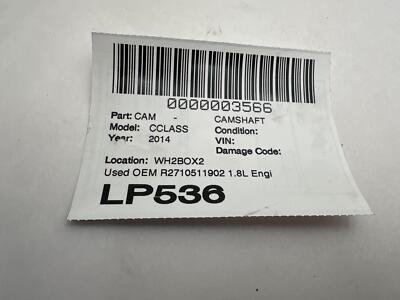 0000003566
Part: CAM - CAMSHAFT
Model: CCLASS Condition:
Year: 2014 VIN:
Damage Code:
Location: WH2BOX2
Used OEM R2710511902 1.8L Engi
LP536